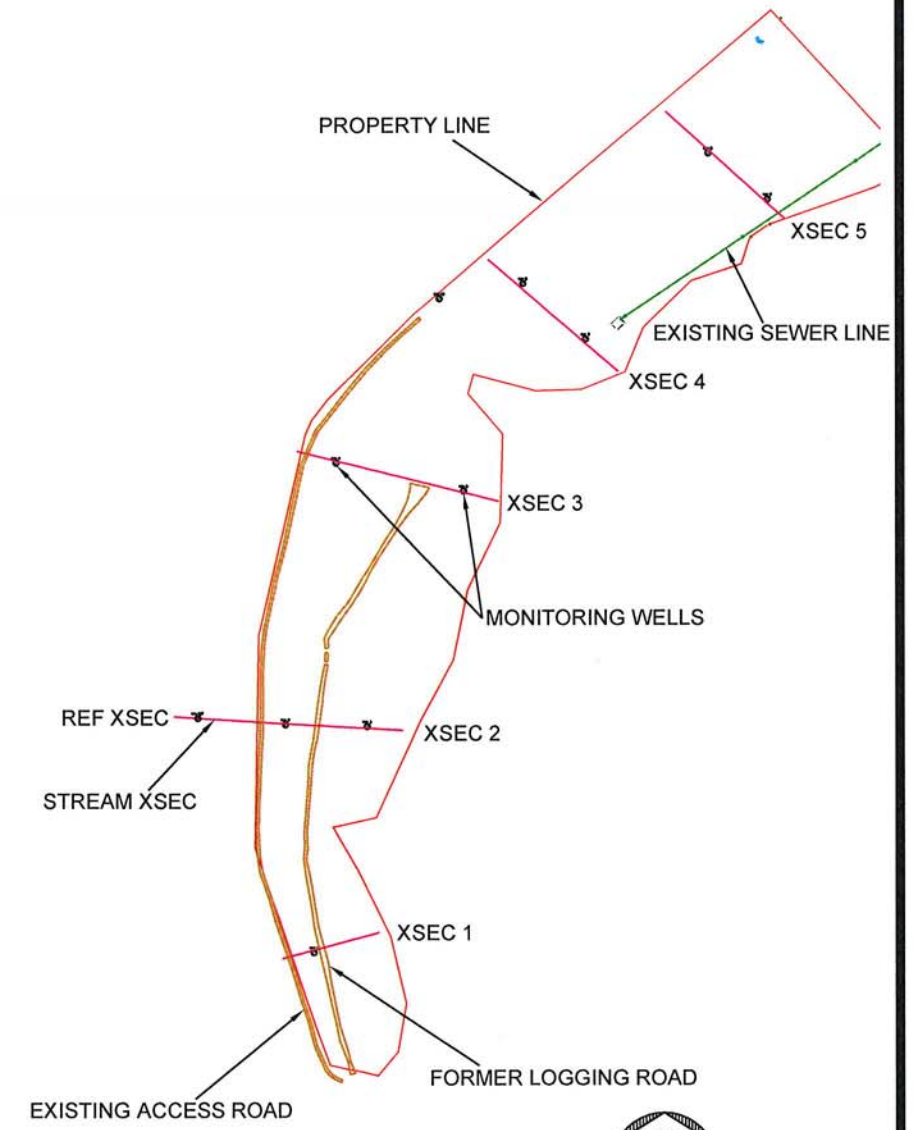 PROPERTY LINE
XSEC 5
EXISTING SEWER LINE
XSEC 4
XSEC 3
MONITORING WELLS
REF XSEC
XSEC 2
STREAM XSEC
XSEC 1
FORMER LOGGING ROAD
EXISTING ACCESS ROAD